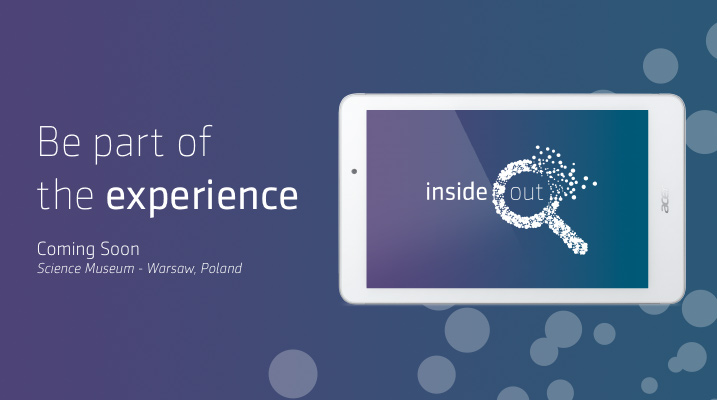 Be part of
the experience
Coming Soon
Science Museum - Warsaw, Poland
inside out
acer